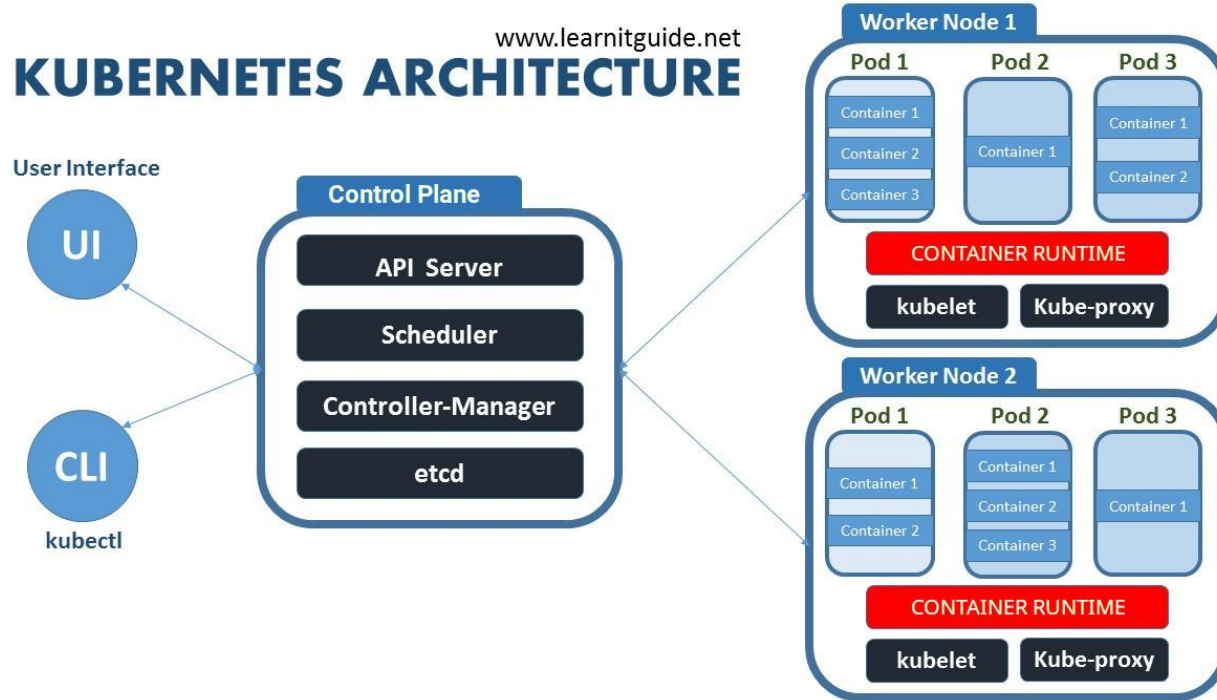 www.learnitguide.net
KUBERNETES ARCHITECTURE
User Interface
UI
CLI
kubectl
Control Plane
API Server
Scheduler
Controller-Manager
etcd
Worker Node 1
Pod 1
Container 1
Container 2
Container 3
Pod 2
Container 1
Pod 3
Container 1
Container 2
CONTAINER RUNTIME
kubelet
Kube-proxy
Worker Node 2
Pod 1
Container 1
Container 2
Pod 2
Container 1
Container 2
Container 3
Pod 3
Container 1
CONTAINER RUNTIME
kubelet
Kube-proxy